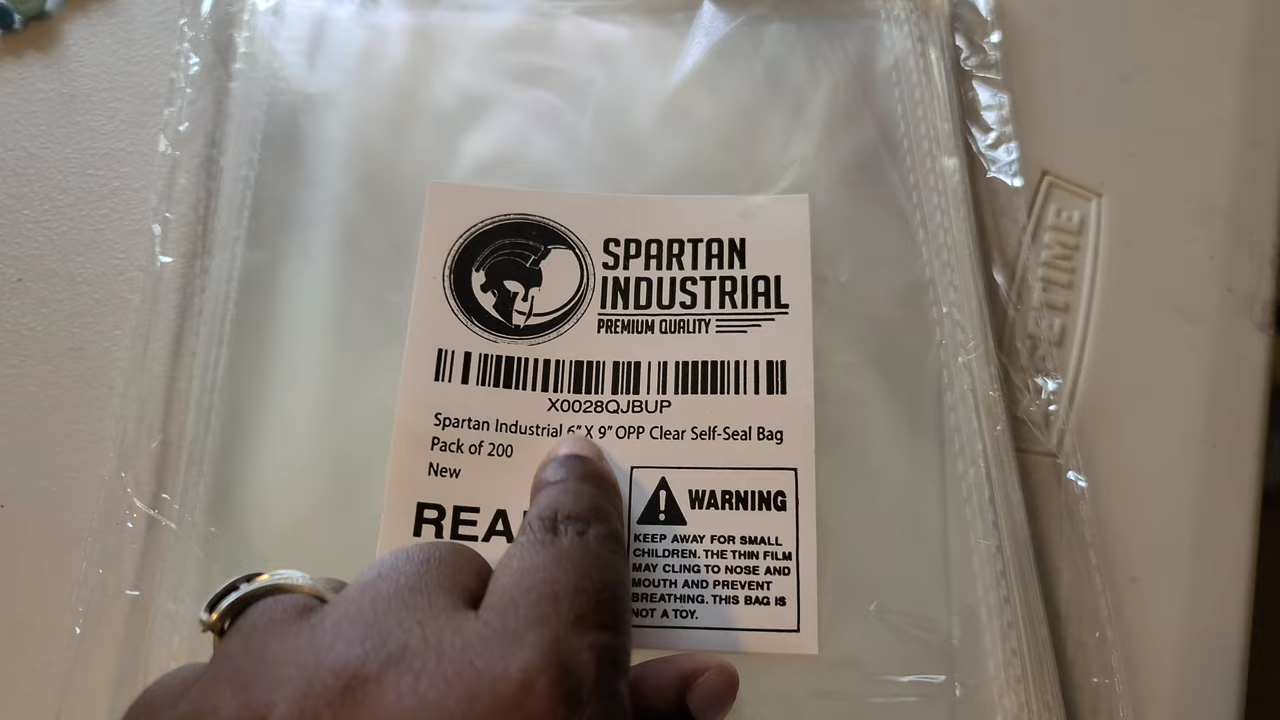 SPARTAN
INDUSTRIAL
PREMIUM QUALITY
X0028QJBUP
Spartan Industrial 6" X 9" OPP Clear Self-Seal Bag
Pack of 200
New
WARNING
KEEP AWAY FOR SMALL
CHILDREN. THE THIN FILM
MAY CLING TO NOSE AND
MOUTH AND PREVENT
BREATHING. THIS BAG IS
NOT A TOY.